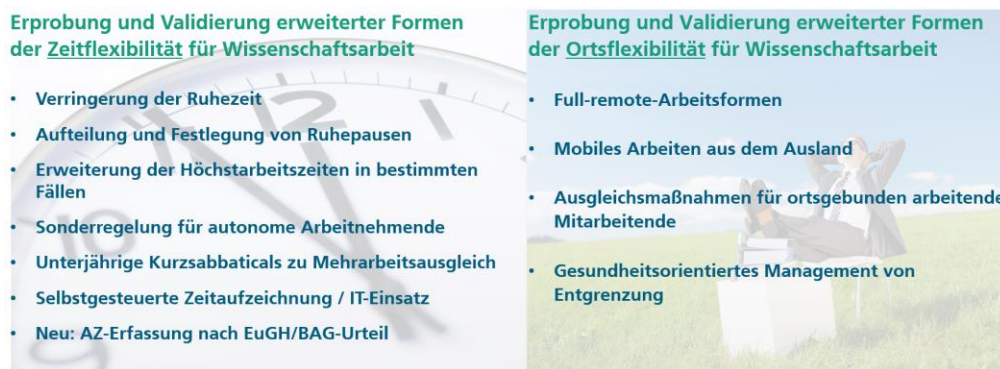 Erprobung und Validierung erweiterter Formen
der Zeitflexibilität für Wissenschaftsarbeit
• Verringerung der Ruhezeit
• Aufteilung und Festlegung von Ruhepausen
• Erweiterung der Höchstarbeitszeiten in bestimmten
Fällen
• Sonderregelung für autonome Arbeitnehmende
• Unterjährige Kurzsabbaticals zu Mehrarbeitsausgleich
• Selbstgesteuerte Zeitaufzeichnung / IT-Einsatz
• Neu: AZ-Erfassung nach EuGH/BAG-Urteil
Erprobung und Validierung erweiterter Formen
der Ortsflexibilität für Wissenschaftsarbeit
• Full-remote-Arbeitsformen
• Mobiles Arbeiten aus dem Ausland
• Ausgleichsmaßnahmen für ortsgebunden arbeitende
Mitarbeitende
• Gesundheitsorientiertes Management von
Entgrenzung
12
10